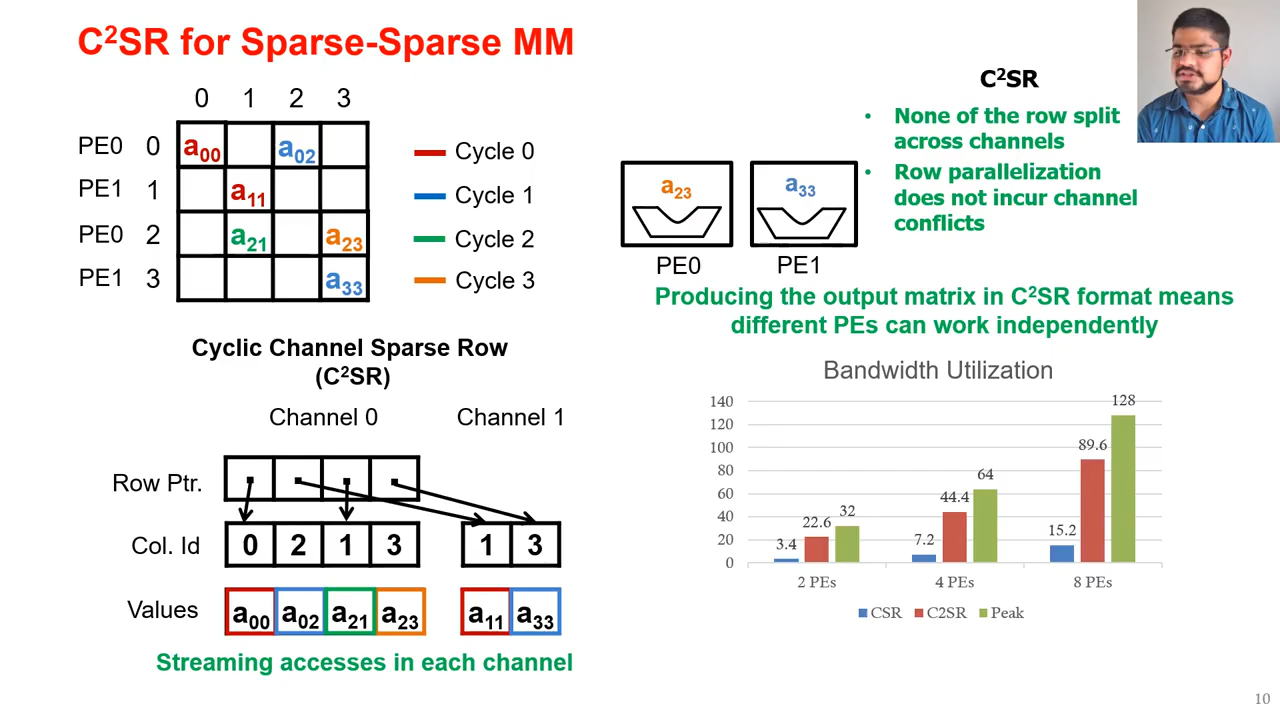 C²SR for Sparse-Sparse MM
0 1 2 3
PE0 0 a00 a02
PE1 1 a11
PE0 2 a21 a23
PE1 3 a33
Cycle 0
Cycle 1
Cycle 2
Cycle 3
Cyclic Channel Sparse Row
(C²SR)
Channel 0 Channel 1
Row Ptr.
Col. Id 0 2 1 3 1 3
Values a00 a02 a21 a23 a11 a33
Streaming accesses in each channel
C²SR
• None of the row split
across channels
• Row parallelization
does not incur channel
conflicts
a23 a33
PE0 PE1
Producing the output matrix in C²SR format means
different PEs can work independently
Bandwidth Utilization
140
120
100
80
60
40
20
0
3.4 22.6 32
7.2 44.4 64
15.2 89.6 128
2 PEs 4 PEs 8 PEs
CSR C2SR Peak
10